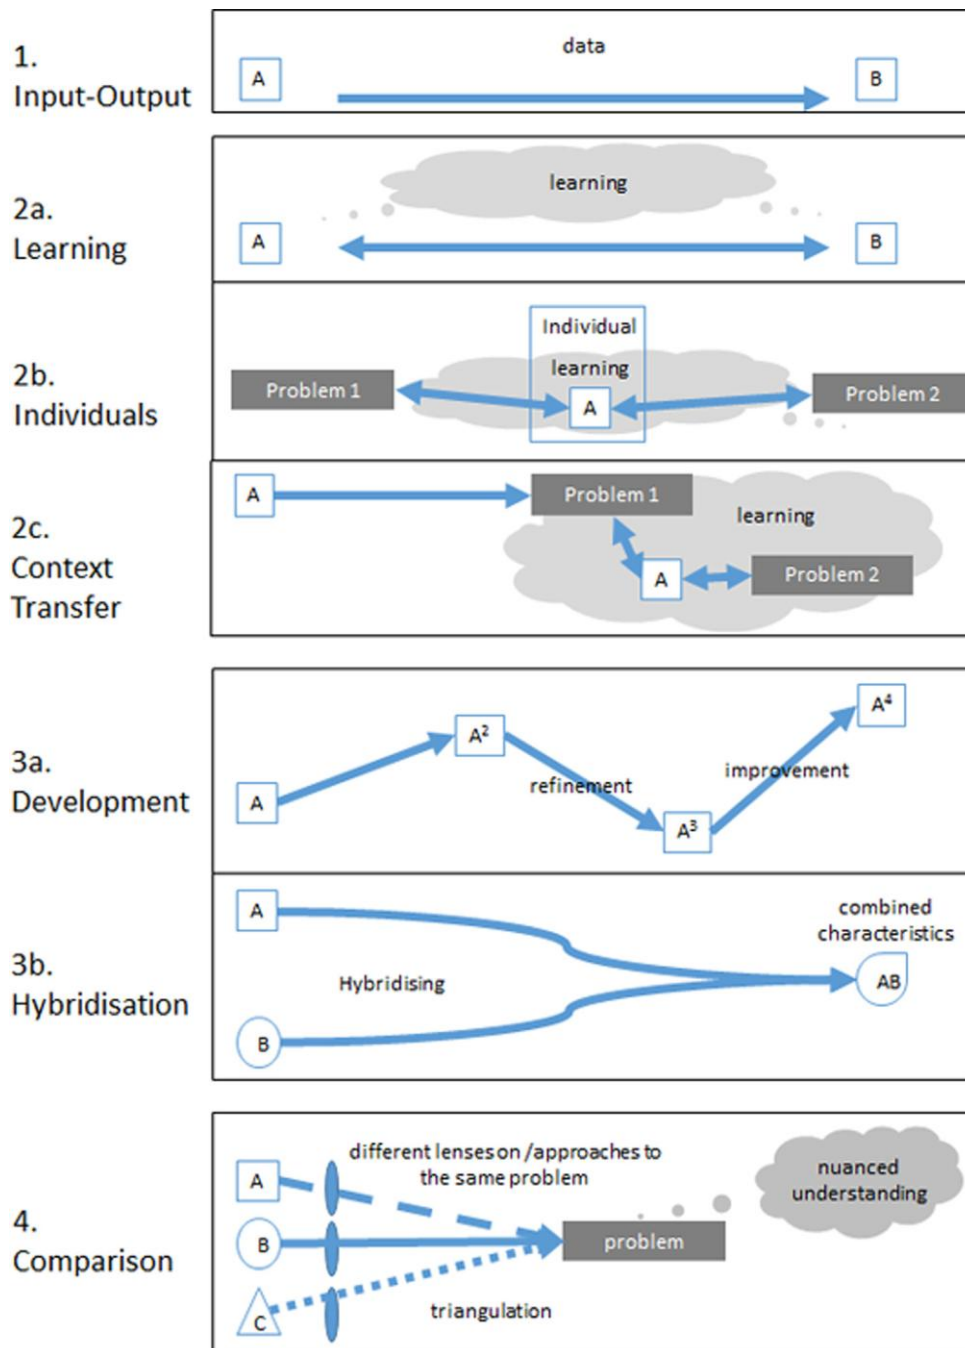 1.
Input-Output
data
A
B
2a.
Learning
learning
A
B
2b.
Individuals
Individual
learning
Problem 1
A
Problem 2
2c.
Context
Transfer
A
Problem 1
learning
A
Problem 2
3a.
Development
A
A²
refinement
A³
improvement
A⁴
3b.
Hybridisation
A
Hybridising
B
combined
characteristics
AB
4.
Comparison
A
B
C
different lenses on /approaches to
the same problem
problem
triangulation
nuanced
understanding